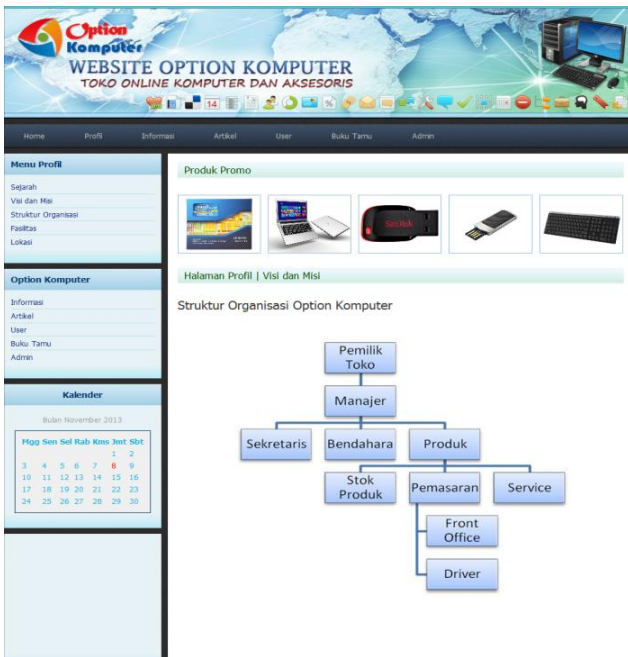 Option
Komputer
WEBSITE OPTION KOMPUTER
TOKO ONLINE KOMPUTER DAN AKSESORIS
14
Home Profil Informasi Artikel User Buku Tamu Admin
Menu Profil
Sejarah
Visi dan Misi
Struktur Organisasi
Fasilitas
Lokasi
Option Komputer
Informasi
Artikel
User
Buku Tamu
Admin
Kalender
Bulan November 2013
Mgg Sen Sel Rab Kms Jmt Sbt
1 2
3 4 5 6 7 8 9
10 11 12 13 14 15 16
17 18 19 20 21 22 23
24 25 26 27 28 29 30
Produk Promo
SanDisk
Halaman Profil | Visi dan Misi
Struktur Organisasi Option Komputer
Pemilik
Toko
Manajer
Sekretaris
Bendahara
Produk
Stok
Produk
Pemasaran
Service
Front
Office
Driver